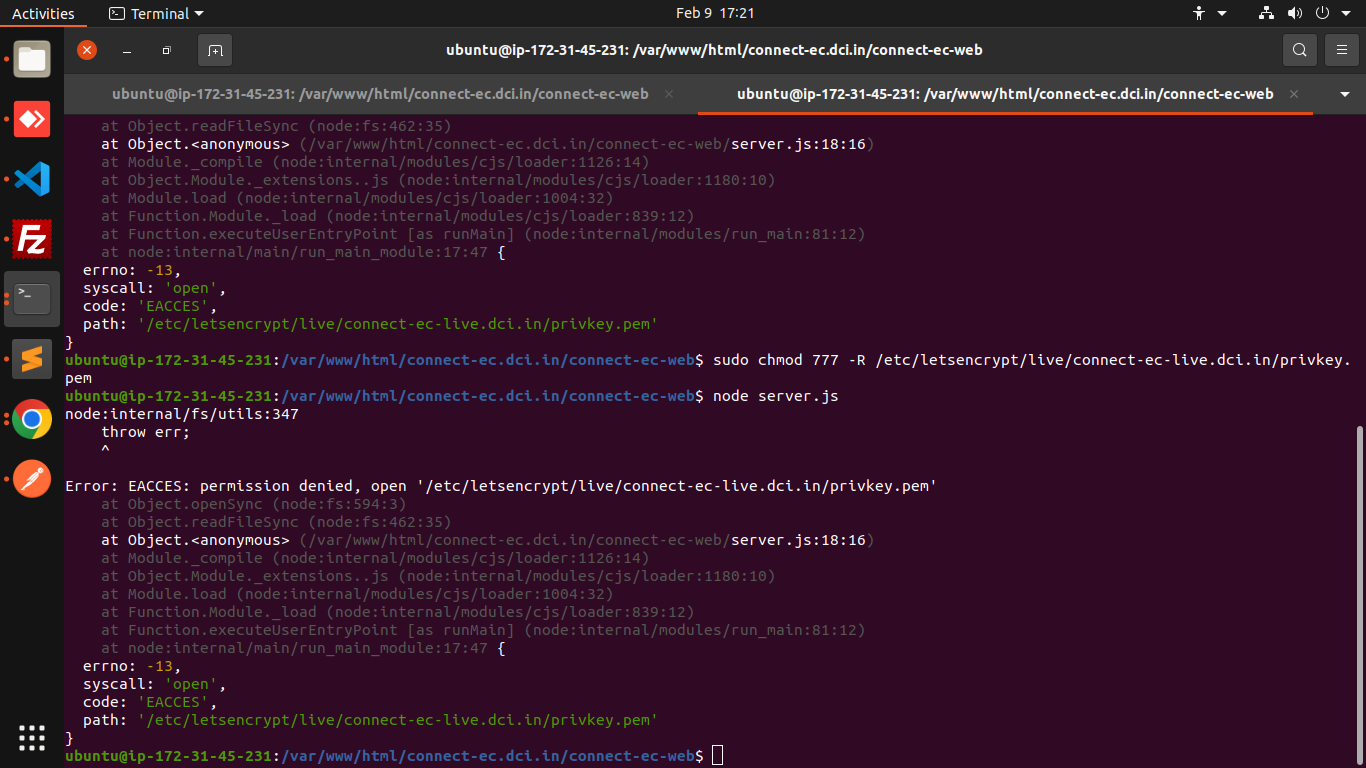 Activities
Terminal
Feb 9 17:21
ubuntu@ip-172-31-45-231: /var/www/html/connect-ec.dci.in/connect-ec-web
ubuntu@ip-172-31-45-231: /var/www/html/connect-ec.dci.in/connect-ec-web ×
ubuntu@ip-172-31-45-231: /var/www/html/connect-ec.dci.in/connect-ec-web ×
    at Object.readFileSync (node:fs:462:35)
    at Object.<anonymous> (/var/www/html/connect-ec.dci.in/connect-ec-web/server.js:18:16)
    at Module._compile (node:internal/modules/cjs/loader:1126:14)
    at Object.Module._extensions..js (node:internal/modules/cjs/loader:1180:10)
    at Module.load (node:internal/modules/cjs/loader:1004:32)
    at Function.Module._load (node:internal/modules/cjs/loader:839:12)
    at Function.executeUserEntryPoint [as runMain] (node:internal/modules/run_main:81:12)
    at node:internal/main/run_main_module:17:47 {
  errno: -13,
  syscall: 'open',
  code: 'EACCES',
  path: '/etc/letsencrypt/live/connect-ec-live.dci.in/privkey.pem'
}
ubuntu@ip-172-31-45-231:/var/www/html/connect-ec.dci.in/connect-ec-web$ sudo chmod 777 -R /etc/letsencrypt/live/connect-ec-live.dci.in/privkey.
pem
ubuntu@ip-172-31-45-231:/var/www/html/connect-ec.dci.in/connect-ec-web$ node server.js
node:internal/fs/utils:347
    throw err;
    ^
Error: EACCES: permission denied, open '/etc/letsencrypt/live/connect-ec-live.dci.in/privkey.pem'
    at Object.openSync (node:fs:594:3)
    at Object.readFileSync (node:fs:462:35)
    at Object.<anonymous> (/var/www/html/connect-ec.dci.in/connect-ec-web/server.js:18:16)
    at Module._compile (node:internal/modules/cjs/loader:1126:14)
    at Object.Module._extensions..js (node:internal/modules/cjs/loader:1180:10)
    at Module.load (node:internal/modules/cjs/loader:1004:32)
    at Function.Module._load (node:internal/modules/cjs/loader:839:12)
    at Function.executeUserEntryPoint [as runMain] (node:internal/modules/run_main:81:12)
    at node:internal/main/run_main_module:17:47 {
  errno: -13,
  syscall: 'open',
  code: 'EACCES',
  path: '/etc/letsencrypt/live/connect-ec-live.dci.in/privkey.pem'
}
ubuntu@ip-172-31-45-231:/var/www/html/connect-ec.dci.in/connect-ec-web$